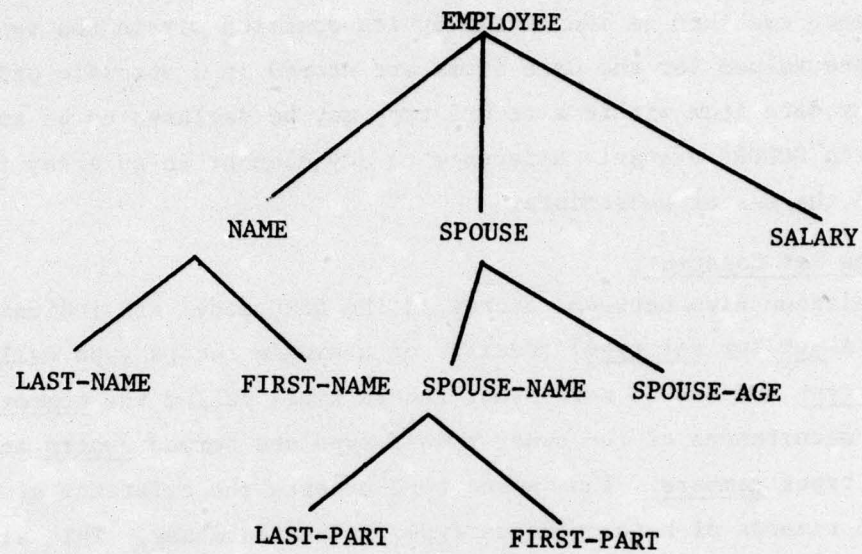 EMPLOYEE
NAME SPOUSE SALARY
LAST-NAME FIRST-NAME SPOUSE-NAME SPOUSE-AGE
LAST-PART FIRST-PART